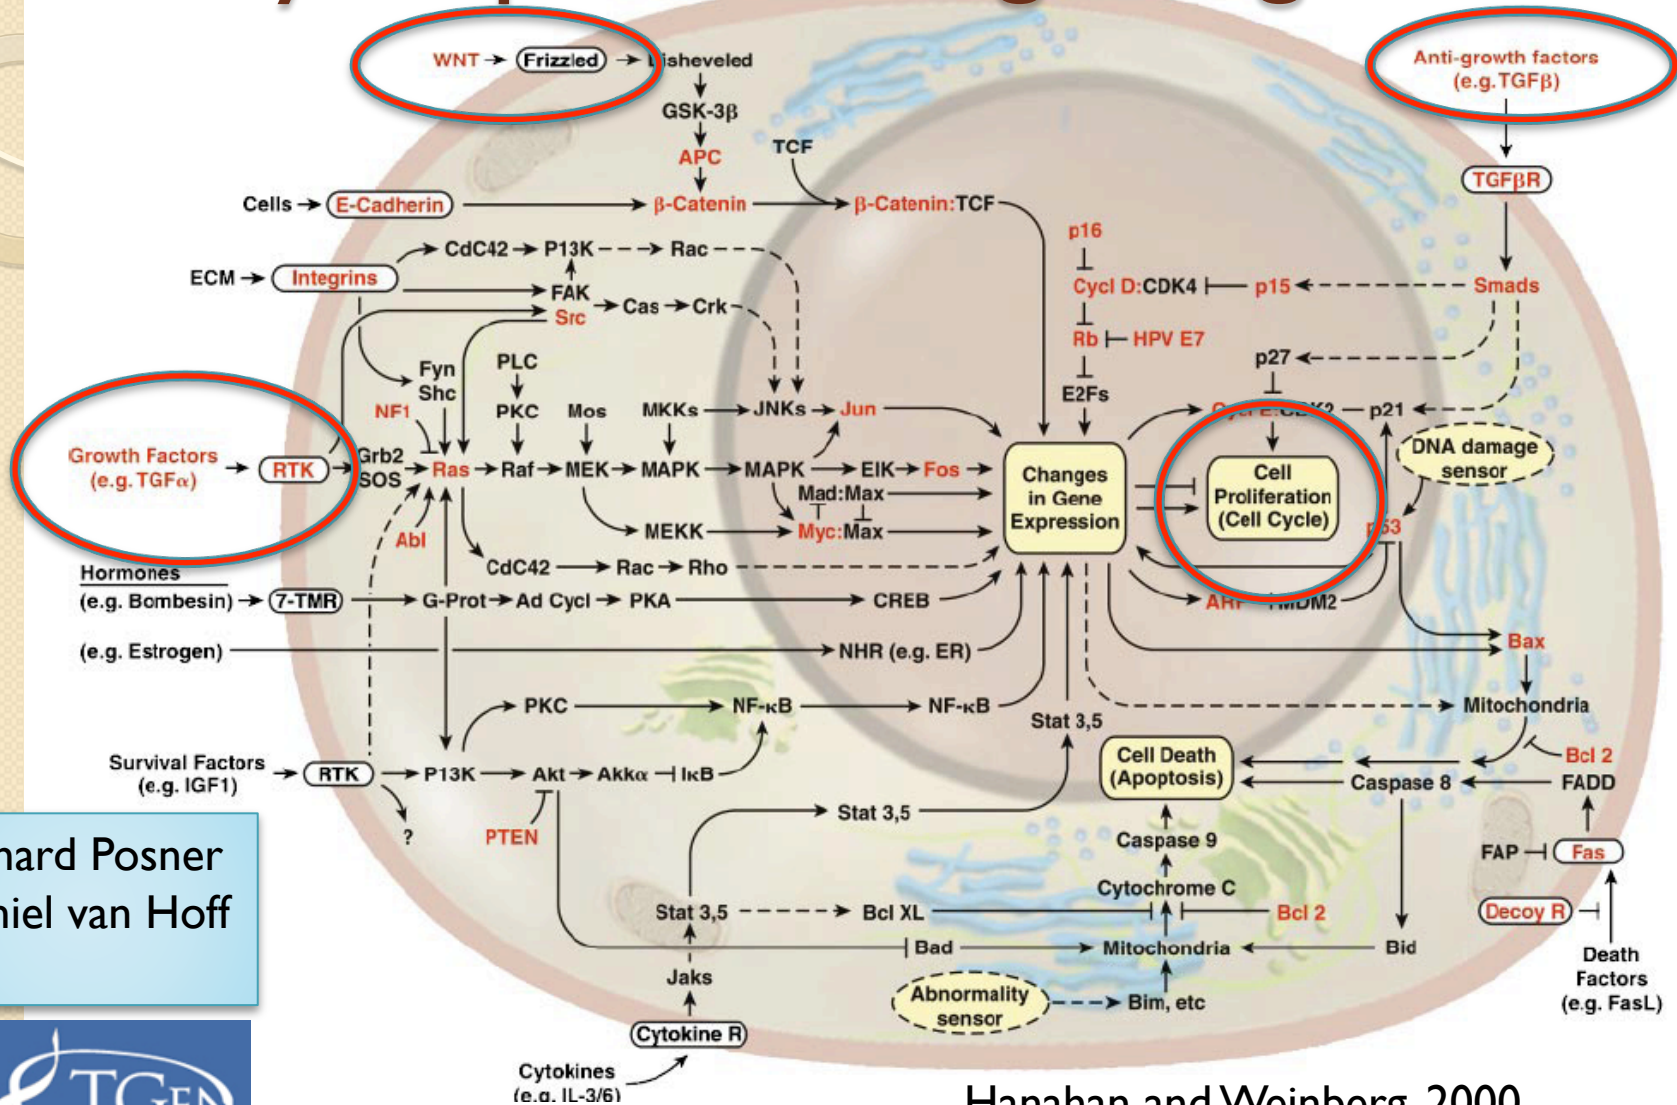 WNT → Frizzled → Disheveled
GSK-3β
APC
TCF
Cells → E-Cadherin → β-Catenin → β-Catenin:TCF
Anti-growth factors
(e.g. TGFβ)
TGFβR
Smads
ECM → Integrins
CdC42 → P13K → Rac
FAK
Src
Cas → Crk
p16
Cycl D:CDK4
p15
Rb
HPV E7
E2Fs
p27
Cycl E:CDK2
p21
DNA damage
sensor
Fyn
Shc
NF1
PLC
PKC
Mos
MKKs → JNKs → Jun
Growth Factors
(e.g. TGFα)
RTK
Grb2
SOS
Ras → Raf → MEK → MAPK → MAPK → ElK → Fos
Mad:Max
MEKK → Myc:Max
Abl
CdC42 → Rac → Rho
Changes
in Gene
Expression
Cell
Proliferation
(Cell Cycle)
p53
ARF
MDM2
Hormones
(e.g. Bombesin) → 7-TMR → G-Prot → Ad Cycl → PKA → CREB
(e.g. Estrogen) → NHR (e.g. ER)
Bax
Mitochondria
Bcl 2
PKC → NF-κB → NF-κB
Stat 3,5
Survival Factors
(e.g. IGF1)
RTK → P13K → Akt → Akkα ⊣ IκB
?
PTEN
Cell Death
(Apoptosis)
Caspase 8
FADD
Stat 3,5
Caspase 9
Cytochrome C
FAP
Fas
Stat 3,5
Bcl XL
Bcl 2
Decoy R
Bad
Mitochondria
Bid
Death
Factors
(e.g. FasL)
Jaks
Abnormality
sensor
Bim, etc
Cytokine R
Cytokines
(e.g. IL-3/6)
hard Posner
niel van Hoff
TGEN
Hanahan and Weinberg, 2000